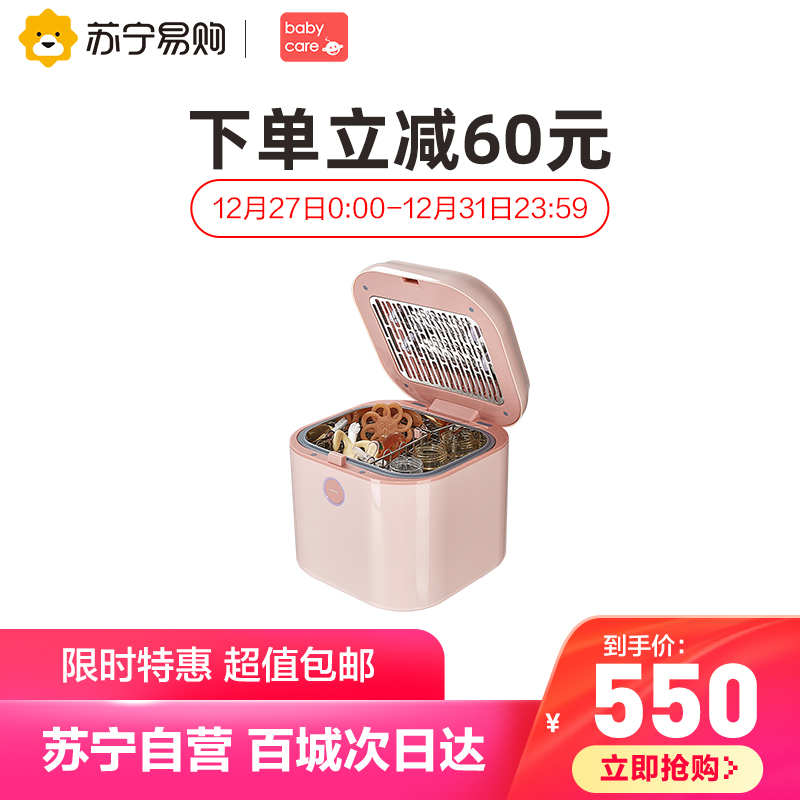 苏宁易购
baby
care
下单立减60元
12月27日0:00-12月31日23:59
限时特惠 超值包邮
到手价:
¥550
苏宁自营 百城次日达
立即抢购>